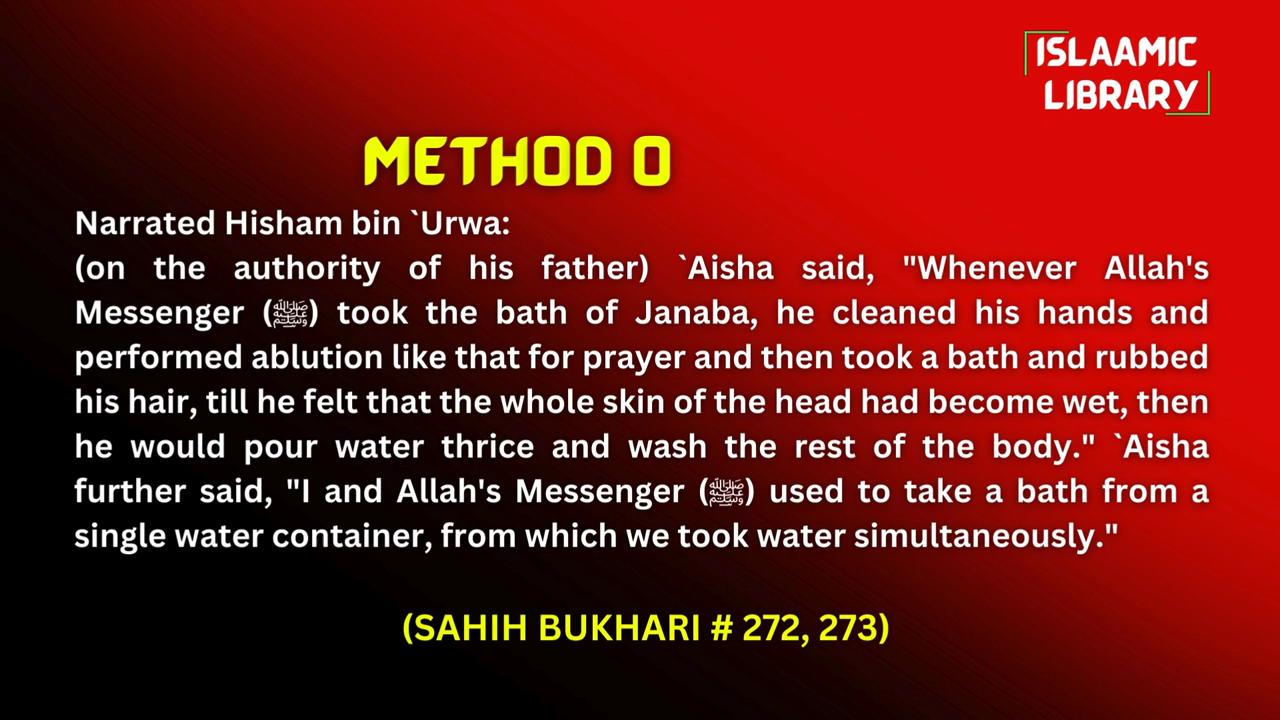 ISLAAMIC
LIBRARY
METHOD O
Narrated Hisham bin `Urwa:
(on the authority of his father) `Aisha said, "Whenever Allah's
Messenger (ﷺ) took the bath of Janaba, he cleaned his hands and
performed ablution like that for prayer and then took a bath and rubbed
his hair, till he felt that the whole skin of the head had become wet, then
he would pour water thrice and wash the rest of the body." `Aisha
further said, "I and Allah's Messenger (ﷺ) used to take a bath from a
single water container, from which we took water simultaneously."
(SAHIH BUKHARI # 272, 273)